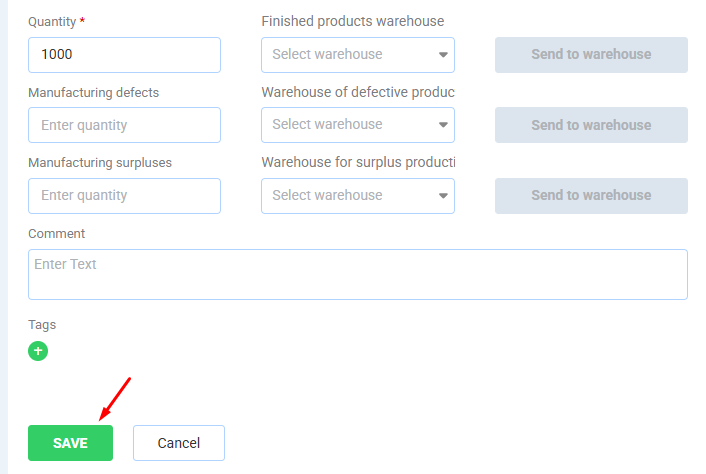 Quantity *
Finished products warehouse
1000
Select warehouse
Send to warehouse
Manufacturing defects
Warehouse of defective produc
Enter quantity
Select warehouse
Send to warehouse
Manufacturing surpluses
Warehouse for surplus producti
Enter quantity
Select warehouse
Send to warehouse
Comment
Enter Text
Tags
+
SAVE
Cancel